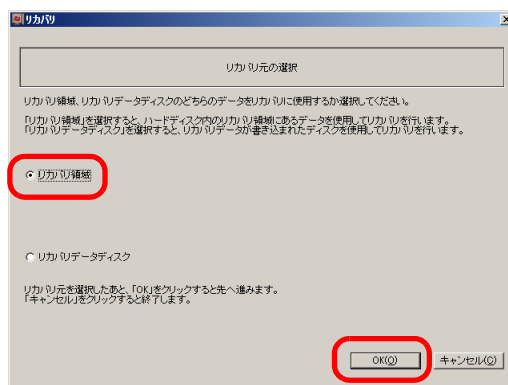 リカバリ
リカバリ元の選択
リカバリ領域、リカバリデータディスクのどちらのデータをリカバリに使用するか選択してください。
「リカバリ領域」を選択すると、ハードディスク内のリカバリ領域にあるデータを使用してリカバリを行います。
「リカバリデータディスク」を選択すると、リカバリデータが書き込まれたディスクを使用してリカバリを行います。
リカバリ領域
リカバリデータディスク
リカバリ元を選択したあと、「OK」をクリックすると先へ進みます。
「キャンセル」をクリックすると終了します。
OK(O) キャンセル(C)